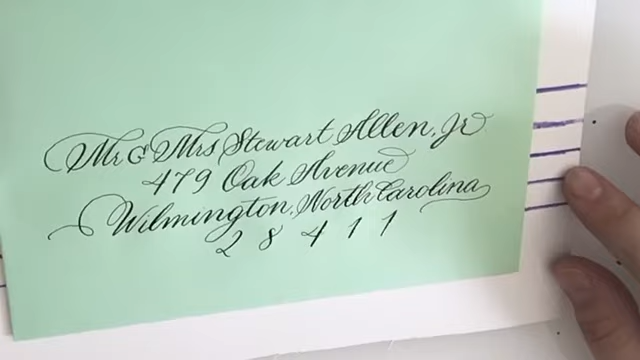 Mr & Mrs Stewart Allen, Jr
479 Oak Avenue
Wilmington, North Carolina
28411